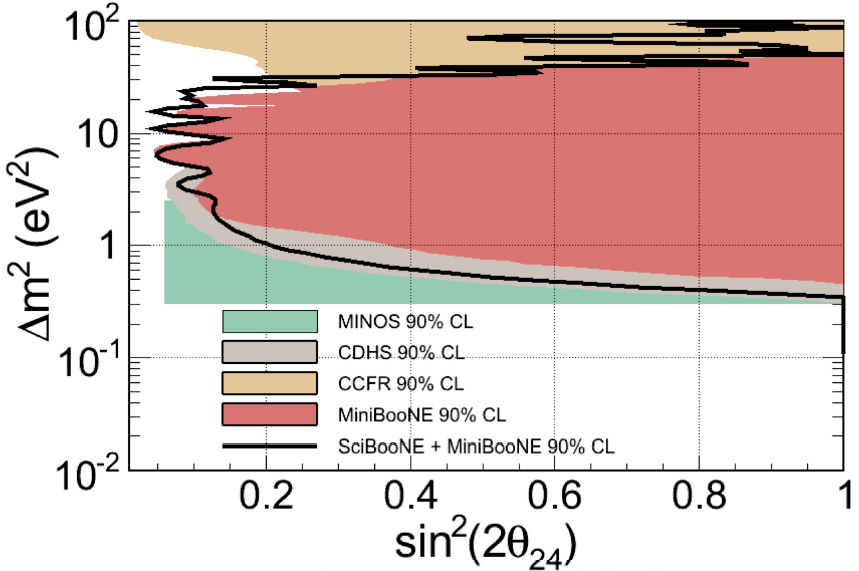 10²
10
1
10⁻¹
10⁻²
Δm² (eV²)
MINOS 90% CL
CDHS 90% CL
CCFR 90% CL
MiniBooNE 90% CL
SciBooNE + MiniBooNE 90% CL
0.2 0.4 0.6 0.8 1
sin²(2θ₂₄)